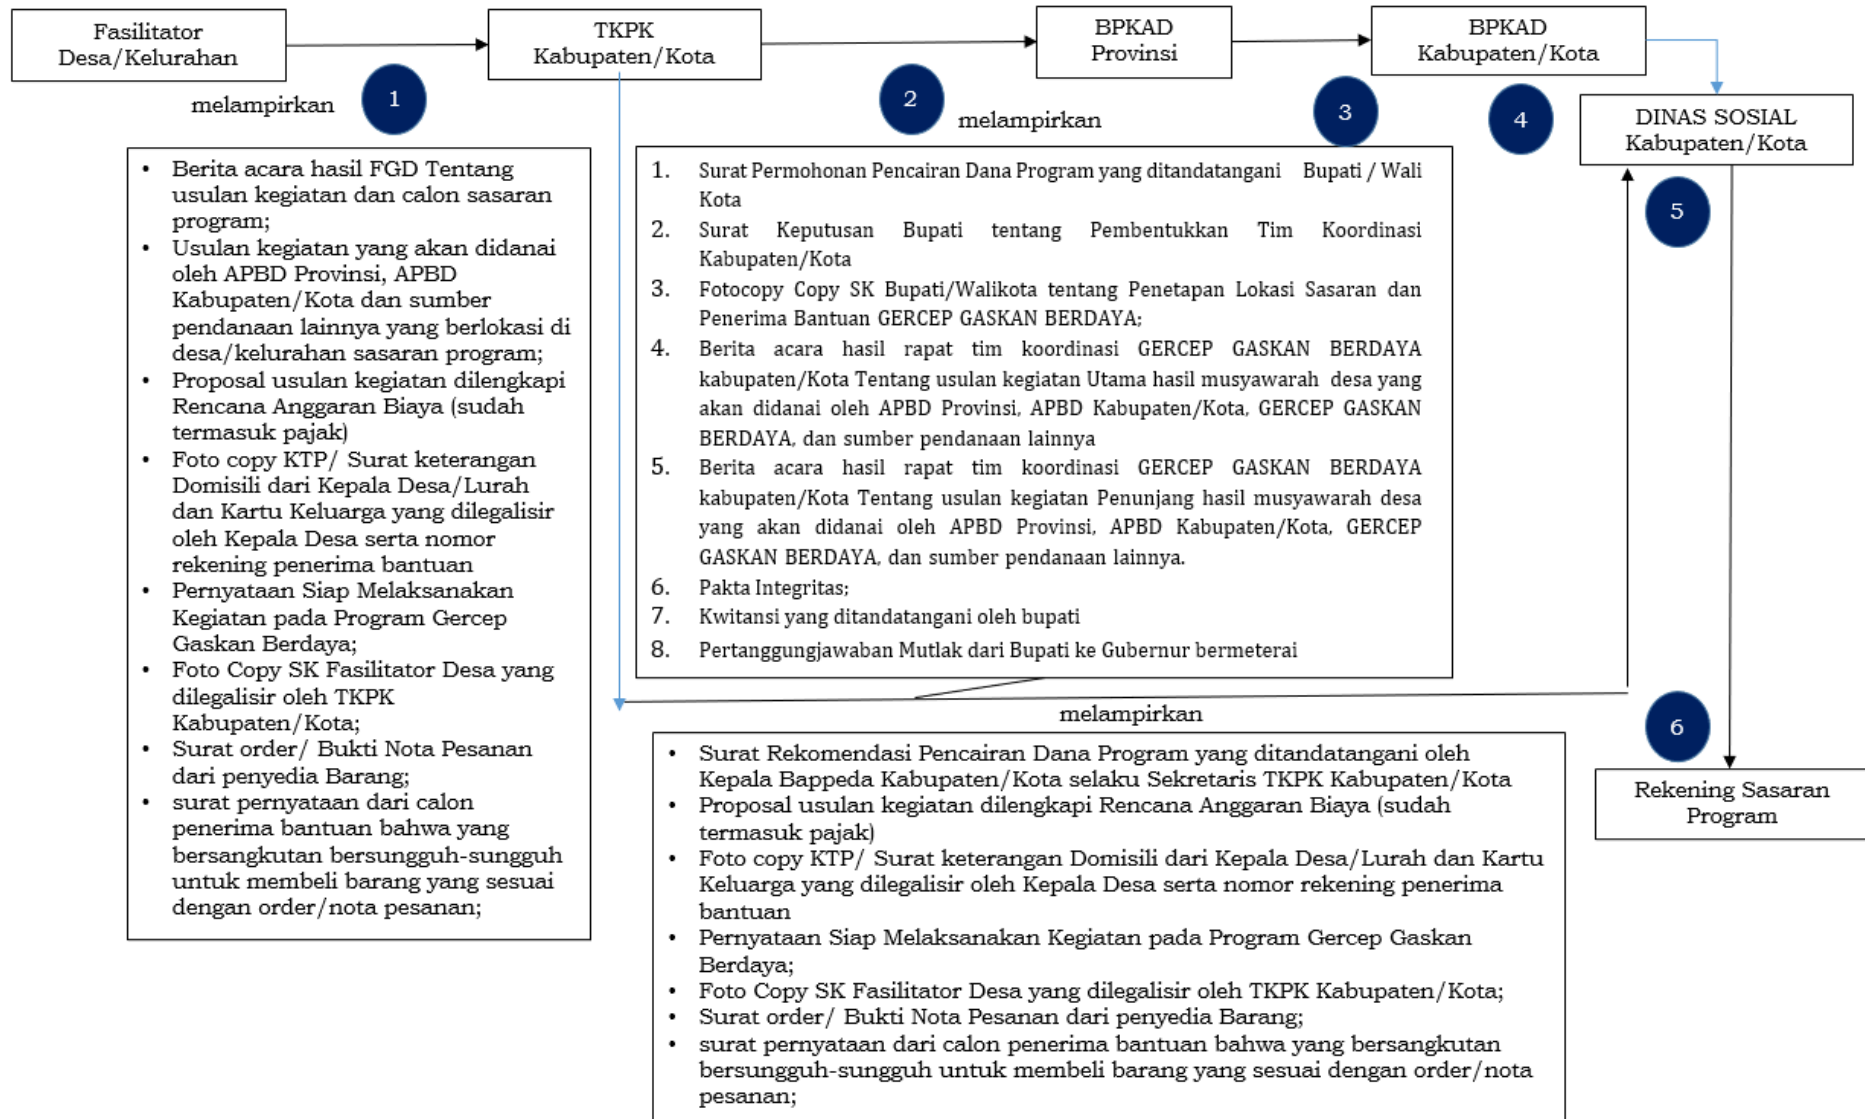 Fasilitator
Desa/Kelurahan
TKPK
Kabupaten/Kota
BPKAD
Provinsi
BPKAD
Kabupaten/Kota
DINAS SOSIAL
Kabupaten/Kota
melampirkan
1
2
melampirkan
3
4
5
• Berita acara hasil FGD Tentang
usulan kegiatan dan calon sasaran
program;
• Usulan kegiatan yang akan didanai
oleh APBD Provinsi, APBD
Kabupaten/Kota dan sumber
pendanaan lainnya yang berlokasi di
desa/kelurahan sasaran program;
• Proposal usulan kegiatan dilengkapi
Rencana Anggaran Biaya (sudah
termasuk pajak)
• Foto copy KTP/ Surat keterangan
Domisili dari Kepala Desa/Lurah
dan Kartu Keluarga yang dilegalisir
oleh Kepala Desa serta nomor
rekening penerima bantuan
• Pernyataan Siap Melaksanakan
Kegiatan pada Program Gercep
Gaskan Berdaya;
• Foto Copy SK Fasilitator Desa yang
dilegalisir oleh TKPK
Kabupaten/Kota;
• Surat order/ Bukti Nota Pesanan
dari penyedia Barang;
• surat pernyataan dari calon
penerima bantuan bahwa yang
bersangkutan bersungguh-sungguh
untuk membeli barang yang sesuai
dengan order/nota pesanan;
1. Surat Permohonan Pencairan Dana Program yang ditandatangani Bupati / Wali
Kota
2. Surat Keputusan Bupati tentang Pembentukkan Tim Koordinasi
Kabupaten/Kota
3. Fotocopy Copy SK Bupati/Walikota tentang Penetapan Lokasi Sasaran dan
Penerima Bantuan GERCEP GASKAN BERDAYA;
4. Berita acara hasil rapat tim koordinasi GERCEP GASKAN BERDAYA
kabupaten/Kota Tentang usulan kegiatan Utama hasil musyawarah desa yang
akan didanai oleh APBD Provinsi, APBD Kabupaten/Kota, GERCEP GASKAN
BERDAYA, dan sumber pendanaan lainnya
5. Berita acara hasil rapat tim koordinasi GERCEP GASKAN BERDAYA
kabupaten/Kota Tentang usulan kegiatan Penunjang hasil musyawarah desa
yang akan didanai oleh APBD Provinsi, APBD Kabupaten/Kota, GERCEP
GASKAN BERDAYA, dan sumber pendanaan lainnya.
6. Pakta Integritas;
7. Kwitansi yang ditandatangani oleh bupati
8. Pertanggungjawaban Mutlak dari Bupati ke Gubernur bermeterai
melampirkan
6
Rekening Sasaran
Program
• Surat Rekomendasi Pencairan Dana Program yang ditandatangani oleh
Kepala Bappeda Kabupaten/Kota selaku Sekretaris TKPK Kabupaten/Kota
• Proposal usulan kegiatan dilengkapi Rencana Anggaran Biaya (sudah
termasuk pajak)
• Foto copy KTP/ Surat keterangan Domisili dari Kepala Desa/Lurah dan Kartu
Keluarga yang dilegalisir oleh Kepala Desa serta nomor rekening penerima
bantuan
• Pernyataan Siap Melaksanakan Kegiatan pada Program Gercep Gaskan
Berdaya;
• Foto Copy SK Fasilitator Desa yang dilegalisir oleh TKPK Kabupaten/Kota;
• Surat order/ Bukti Nota Pesanan dari penyedia Barang;
• surat pernyataan dari calon penerima bantuan bahwa yang bersangkutan
bersungguh-sungguh untuk membeli barang yang sesuai dengan order/nota
pesanan;